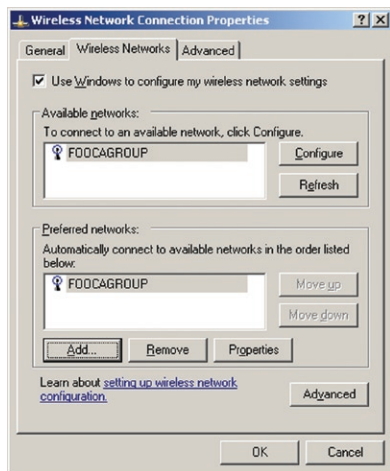 Wireless Network Connection Properties
General Wireless Networks Advanced
Use Windows to configure my wireless network settings
Available networks:
To connect to an available network, click Configure.
FOOCAGROUP
Configure
Refresh
Preferred networks:
Automatically connect to available networks in the order listed
below:
FOOCAGROUP
Move up
Move down
Add... Remove Properties
Learn about setting up wireless network
configuration.
Advanced
OK Cancel